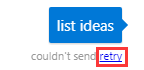 list ideas
couldn't send retry